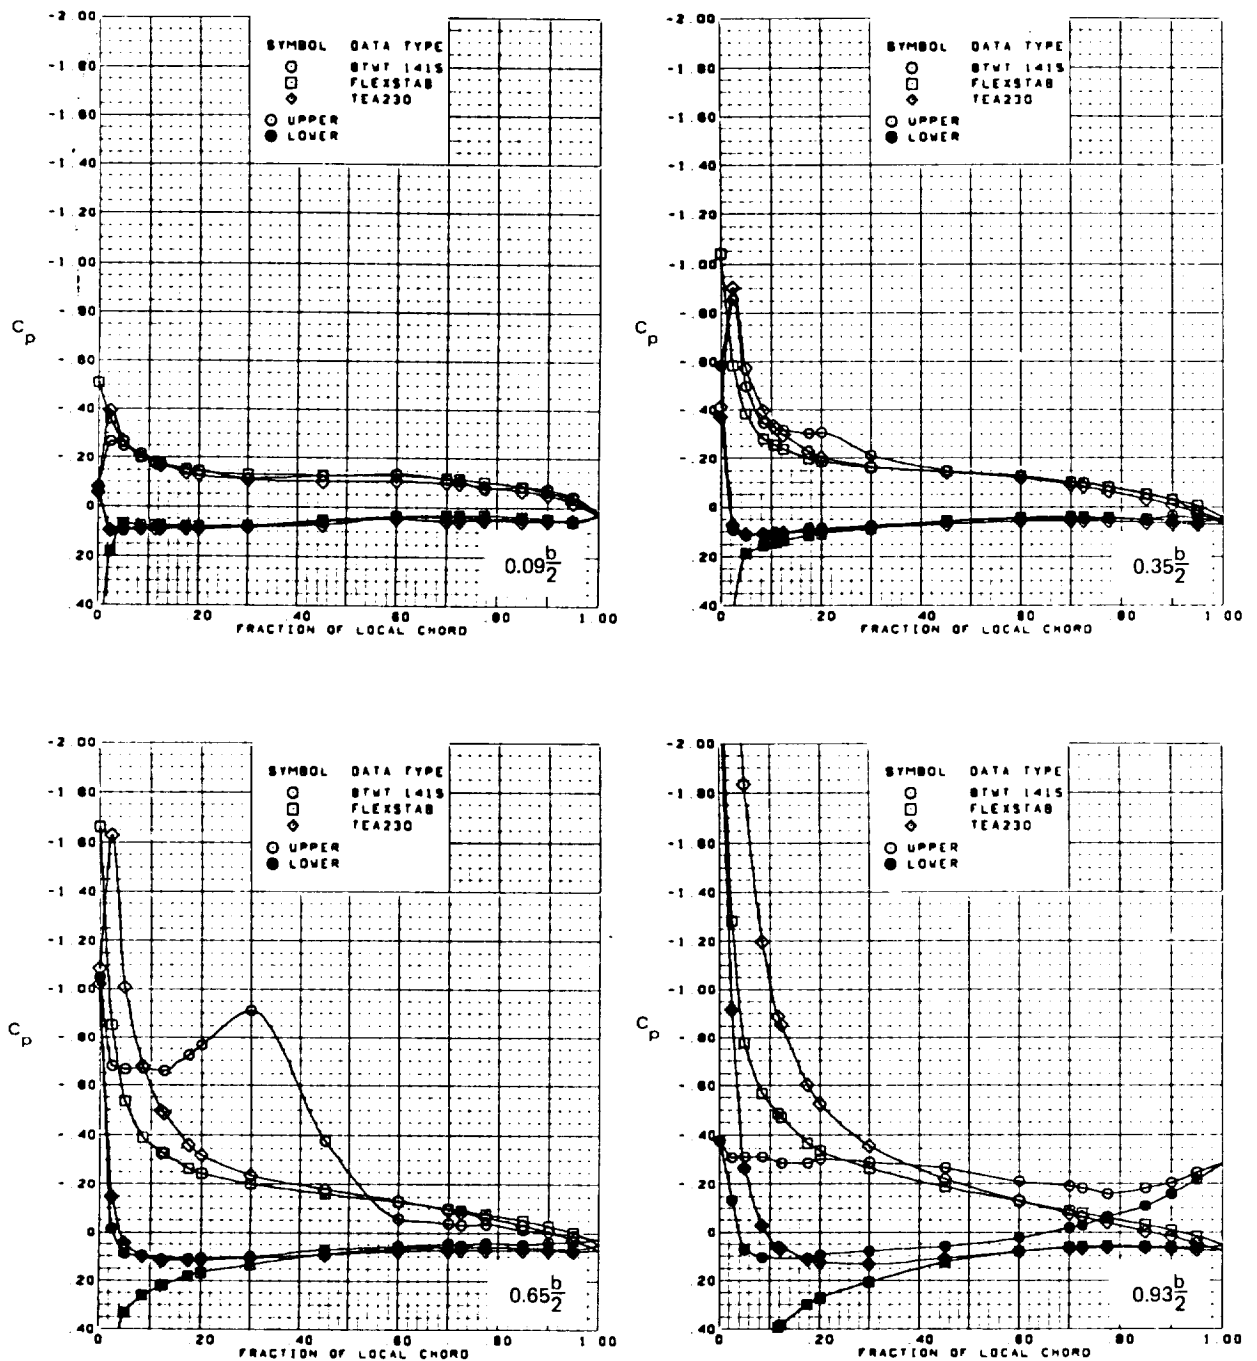 -2.00
SYMBOL DATA TYPE
BTWT 1415
FLEXSTAB
TEA230
UPPER
LOWER
-1.80
-1.60
-1.40
-1.20
-1.00
-.80
-.60
-.40
-.20
0
.20
.40
Cp
0.09 b/2
0 .20 .40 .60 .80 1.00
FRACTION OF LOCAL CHORD
-2.00
SYMBOL DATA TYPE
BTWT 1415
FLEXSTAB
TEA230
UPPER
LOWER
-1.80
-1.60
-1.40
-1.20
-1.00
-.80
-.60
-.40
-.20
0
.20
.40
Cp
0.35 b/2
0 .20 .40 .60 .80 1.00
FRACTION OF LOCAL CHORD
-2.00
SYMBOL DATA TYPE
BTWT 1415
FLEXSTAB
TEA230
UPPER
LOWER
-1.80
-1.60
-1.40
-1.20
-1.00
-.80
-.60
-.40
-.20
0
.20
.40
Cp
0.65 b/2
0 .20 .40 .60 .80 1.00
FRACTION OF LOCAL CHORD
-2.00
SYMBOL DATA TYPE
BTWT 1415
FLEXSTAB
TEA230
UPPER
LOWER
-1.80
-1.60
-1.40
-1.20
-1.00
-.80
-.60
-.40
-.20
0
.20
.40
Cp
0.93 b/2
0 .20 .40 .60 .80 1.00
FRACTION OF LOCAL CHORD